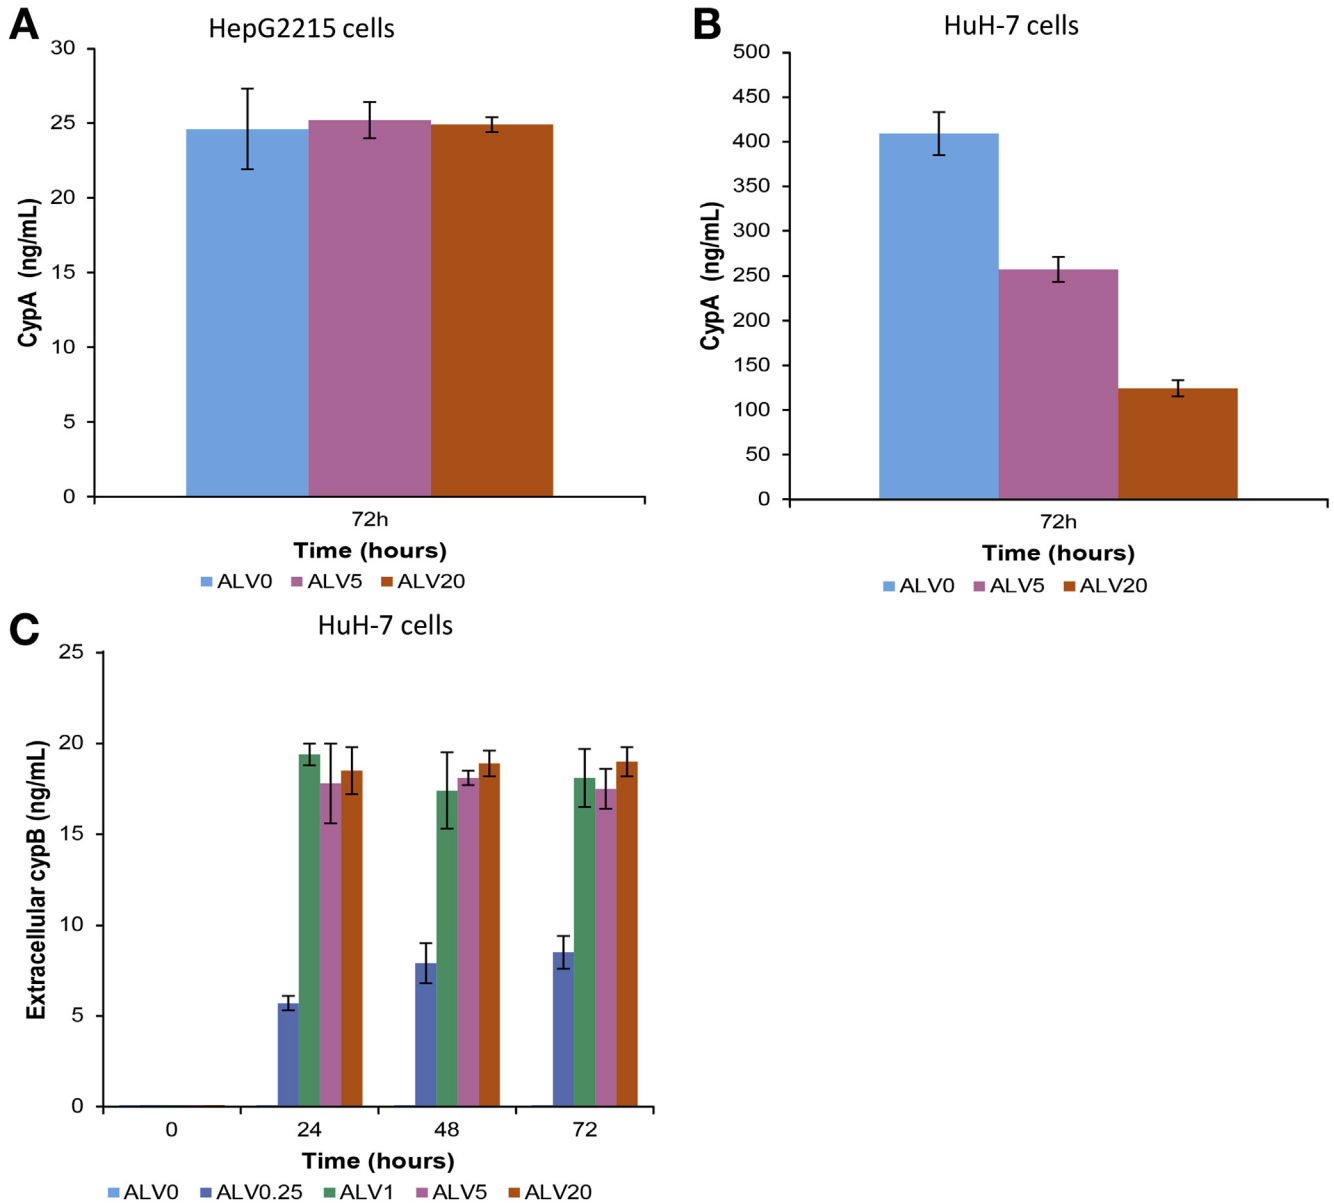 A
HepG2215 cells
30
25
20
15
10
5
0
CypA (ng/mL)
72h
Time (hours)
ALV0 ALV5 ALV20
B
HuH-7 cells
500
450
400
350
300
250
200
150
100
50
0
CypA (ng/mL)
72h
Time (hours)
ALV0 ALV5 ALV20
C
HuH-7 cells
25
20
15
10
5
0
Extracellular cypB (ng/mL)
0 24 48 72
Time (hours)
ALV0 ALV0.25 ALV1 ALV5 ALV20